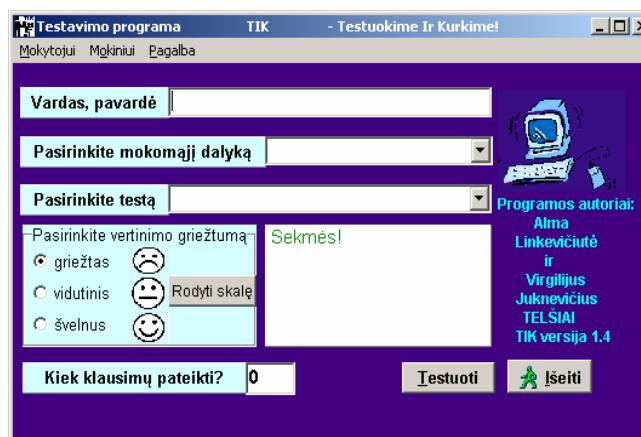 Testavimo programa TIK - Testuokime Ir Kurkime!
Mokytojui Mokiniui Pagalba
Vardas, pavardė
Pasirinkite mokomąjį dalyką
Pasirinkite testą
Pasirinkite vertinimo griežtumą
griežtas
vidutinis
švelnus
Rodyti skalę
Sekmės!
Programos autoriai:
Alma
Linkevičiutė
ir
Virgilijus
Juknevičius
TELŠIAI
TIK versija 1.4
Kiek klausimų pateikti? 0
Testuoti
Išeiti